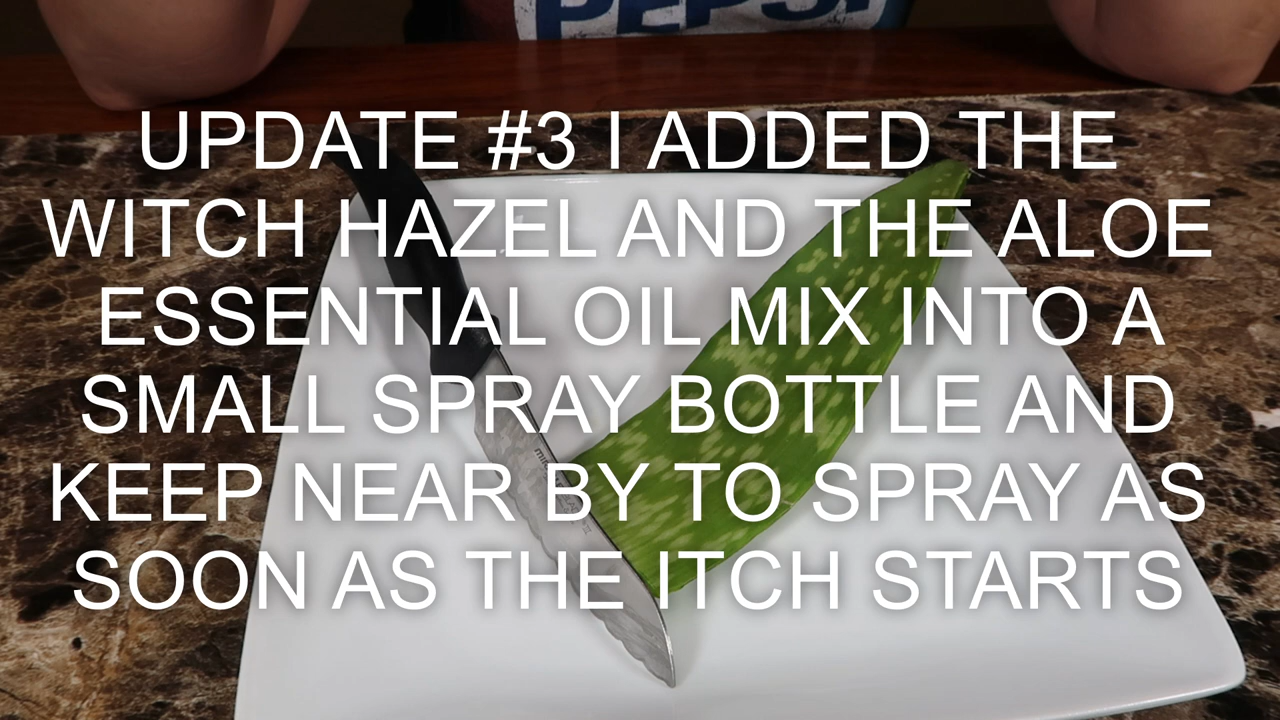 PEPSI
UPDATE #3 I ADDED THE
WITCH HAZEL AND THE ALOE
ESSENTIAL OIL MIX INTO A
SMALL SPRAY BOTTLE AND
KEEP NEAR BY TO SPRAY AS
SOON AS THE ITCH STARTS